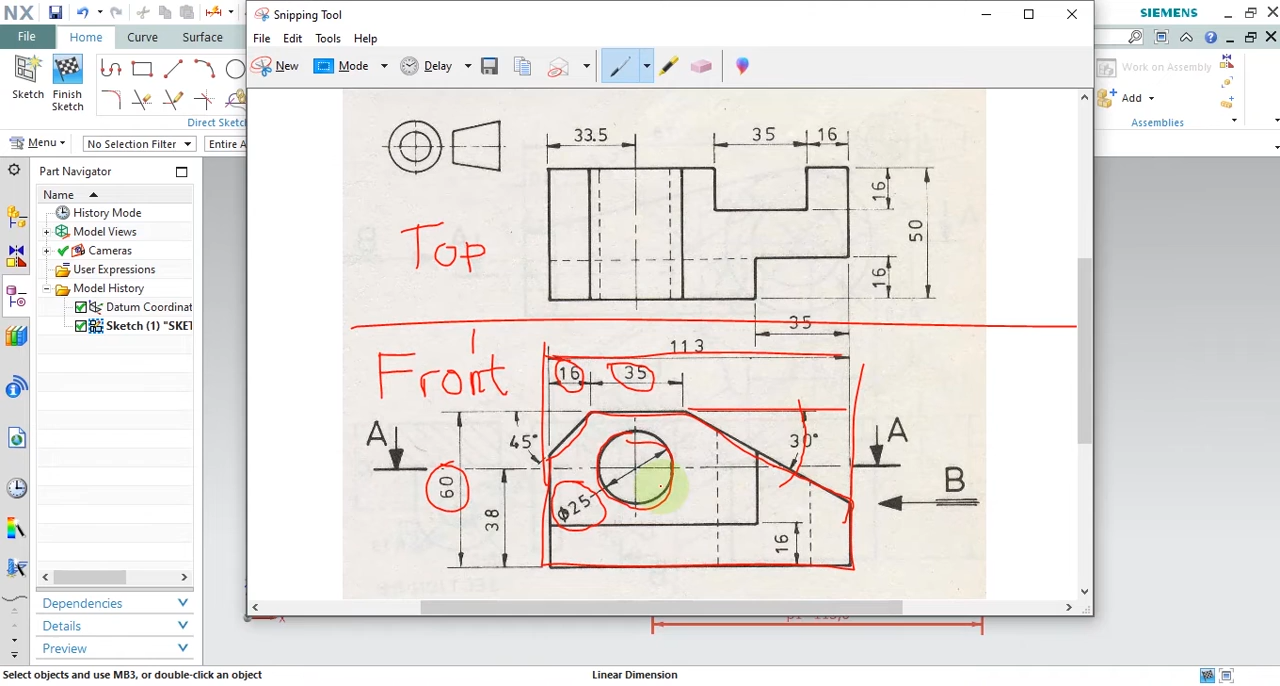 NX
SIEMENS
File
Home
Curve
Surface
Sketch
Finish
Sketch
Direct Sketc
Work on Assembly
Add
Assemblies
Menu
No Selection Filter
Entire A
Part Navigator
Name
History Mode
Model Views
Cameras
User Expressions
Model History
Datum Coordinat
Sketch (1) "SKET
Dependencies
Details
Preview
Snipping Tool
File
Edit
Tools
Help
New
Mode
Delay
33.5
35
16
16
50
16
35
Top
Front
113
16
35
A
A
45°
30°
60
38
Ø25
16
B
X
Select objects and use MB3, or double-click an object
Linear Dimension